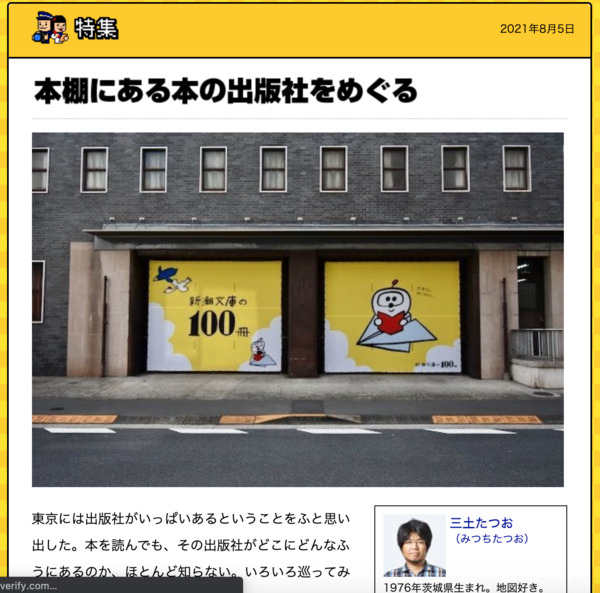 特集
2021年8月5日
本棚にある本の出版社をめぐる
新潮文庫の
100冊
新潮文庫の100冊
東京には出版社がいっぱいあるということをふと思い
出した。本を読んでも、その出版社がどこにどんなふ
うにあるのか、ほとんど知らない。いろいろ巡ってみ
三土たつお
（みつちたつお）
1976年茨城県生まれ。地図好き。
verify.com...